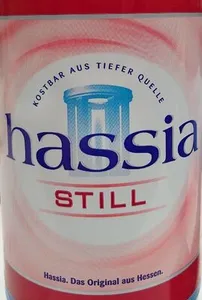 KOSTBAR AUS TIEFER QUELLE
hassia
STILL
Hassia. Das Original aus Hessen.